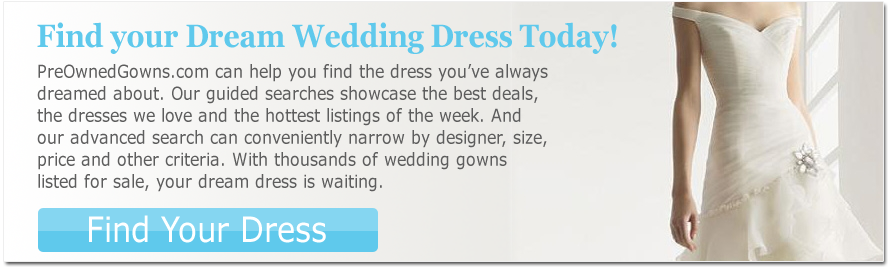 Find your Dream Wedding Dress Today!
PreOwnedGowns.com can help you find the dress you’ve always
dreamed about. Our guided searches showcase the best deals,
the dresses we love and the hottest listings of the week. And
our advanced search can conveniently narrow by designer, size,
price and other criteria. With thousands of wedding gowns
listed for sale, your dream dress is waiting.
Find Your Dress